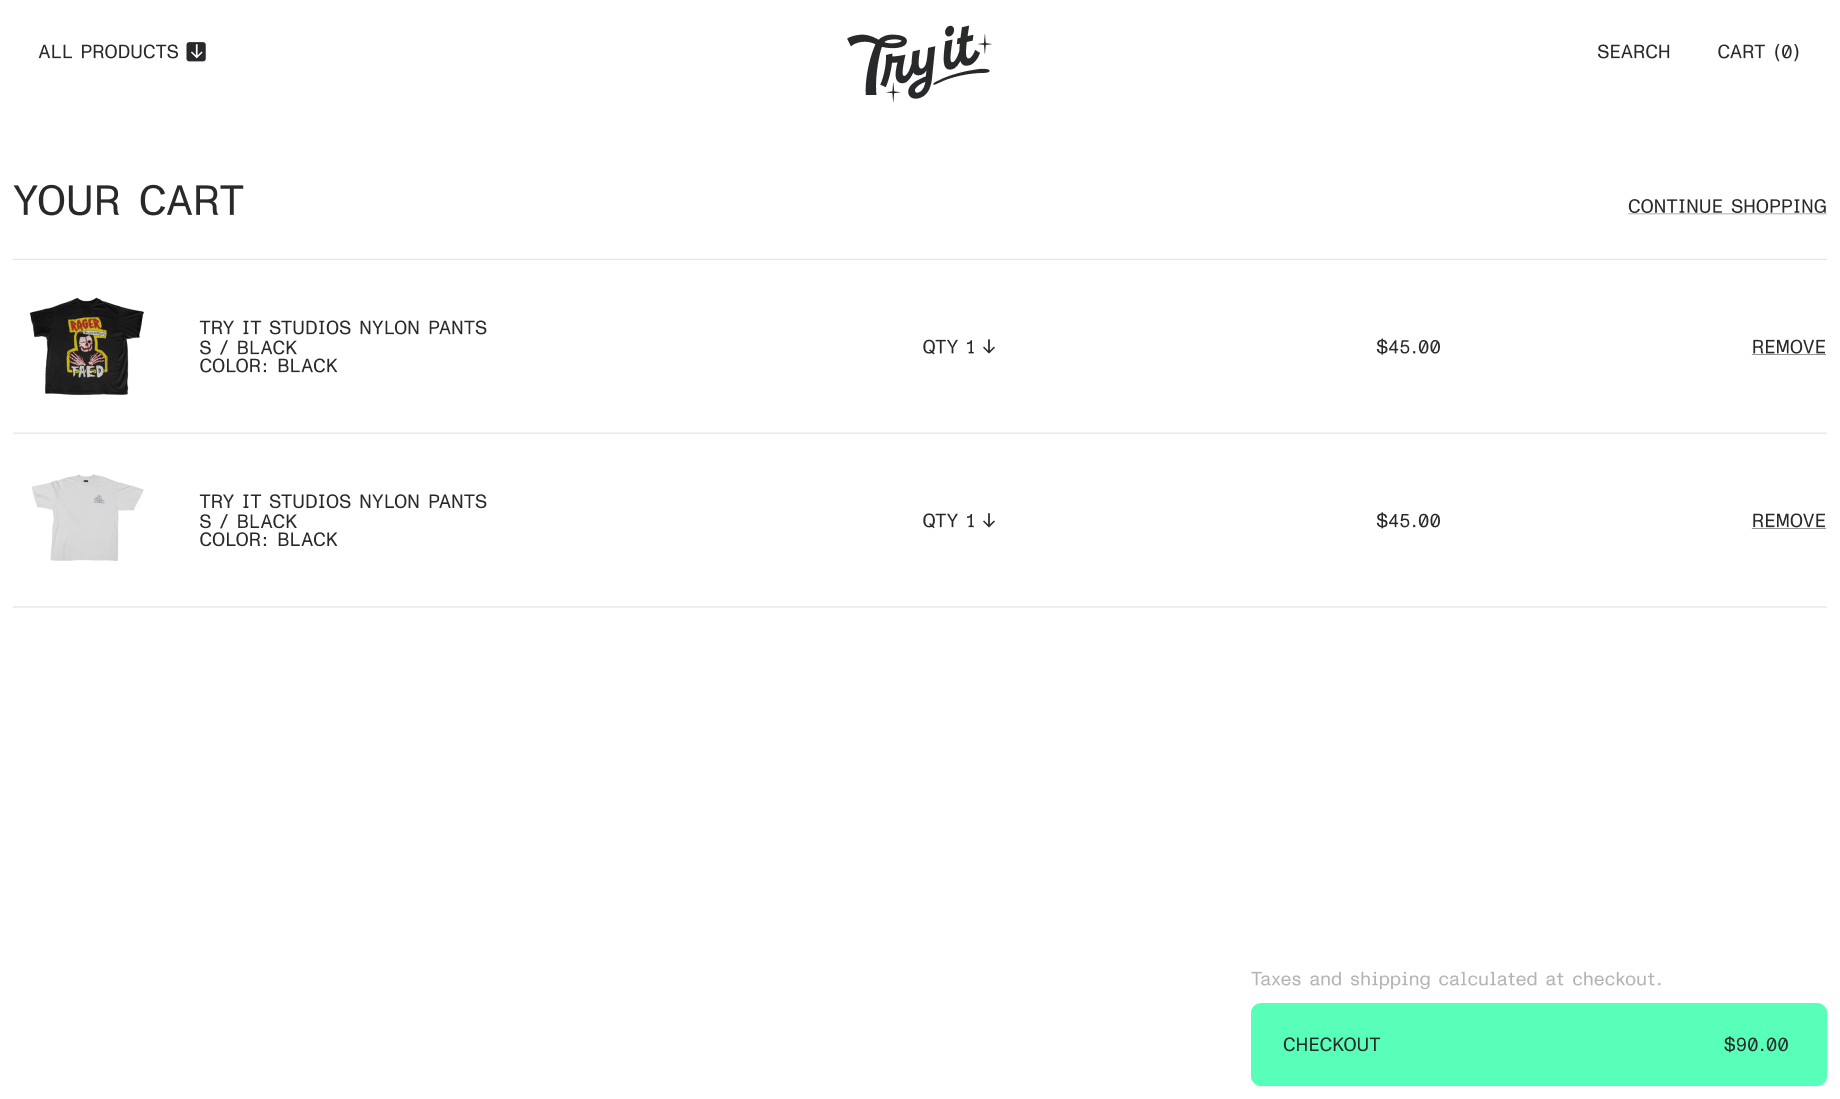 ALL PRODUCTS
Try it
SEARCH
CART (0)
YOUR CART
CONTINUE SHOPPING
RAGER
TRED
TRY IT STUDIOS NYLON PANTS
S / BLACK
COLOR: BLACK
QTY 1
$45.00
REMOVE
TRY IT STUDIOS NYLON PANTS
S / BLACK
COLOR: BLACK
QTY 1
$45.00
REMOVE
Taxes and shipping calculated at checkout.
CHECKOUT
$90.00